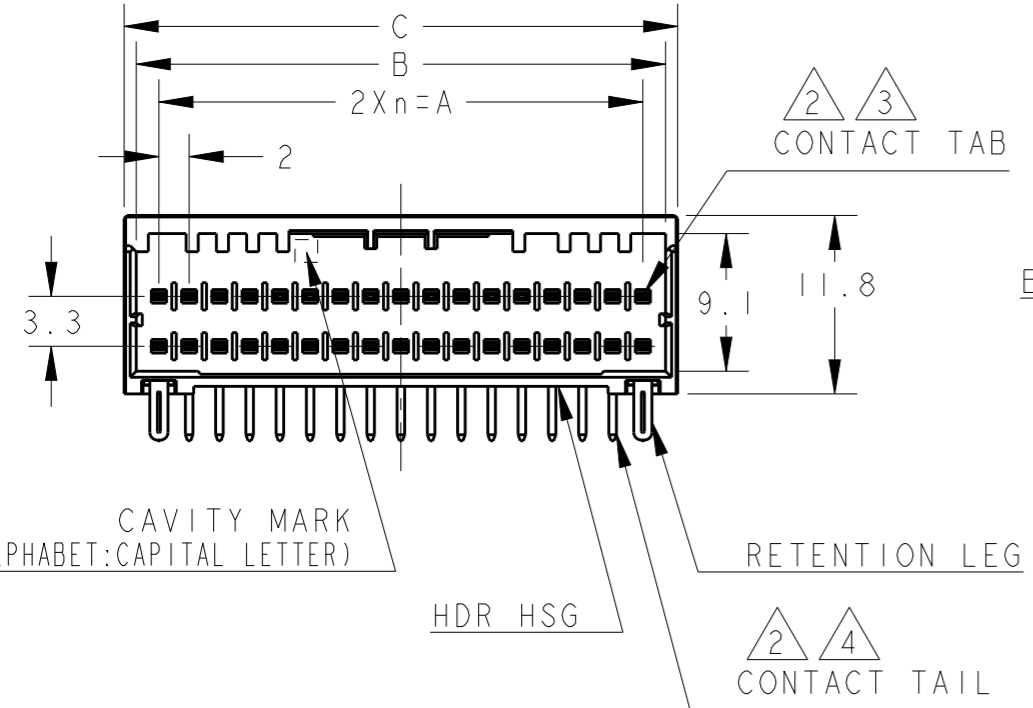 C
B
2Xn=A
2
2 3
CONTACT TAB
3.3
9.1
11.8
E
CAVITY MARK
PHABET:CAPITAL LETTER)
RETENTION LEG
HDR HSG
2 4
CONTACT TAIL